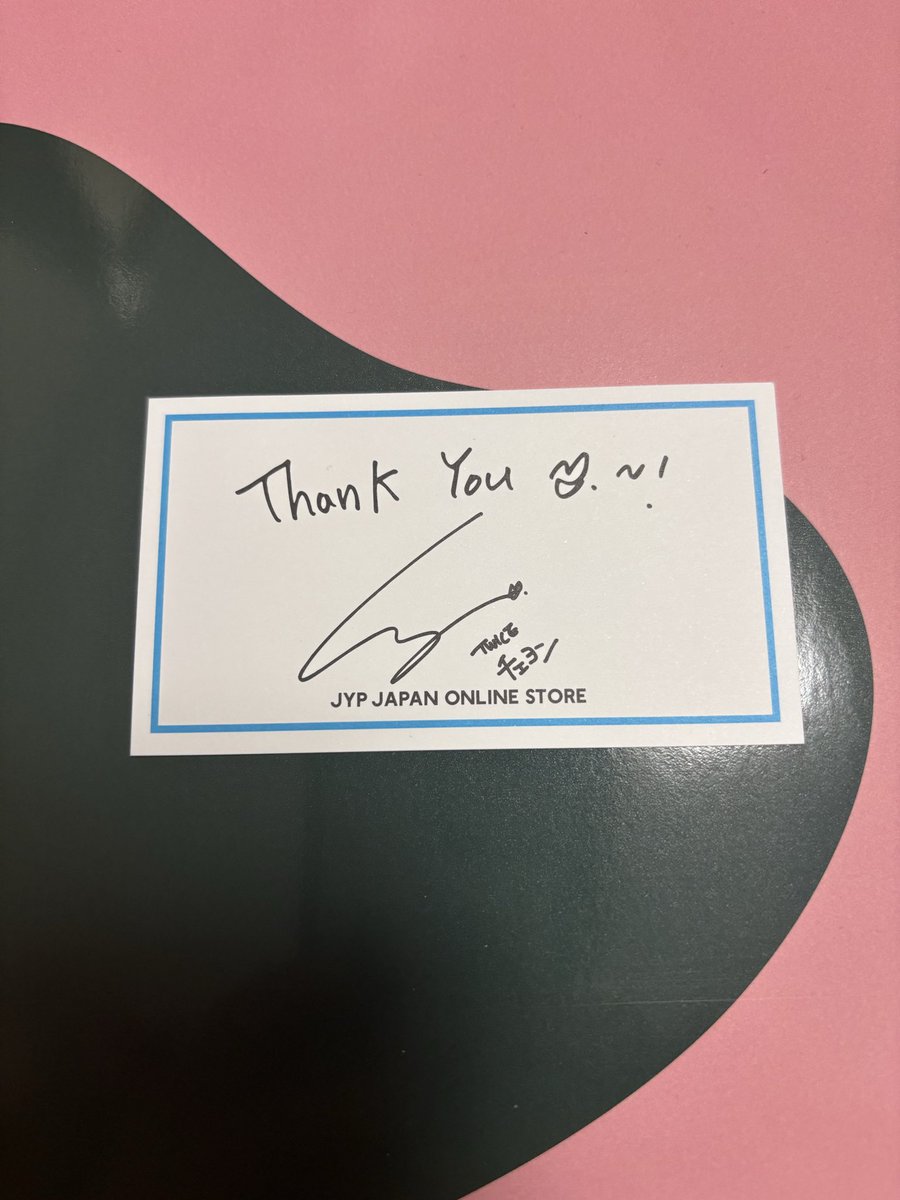 Thank You ♡.~!
TWICE
チェヨン
JYP JAPAN ONLINE STORE